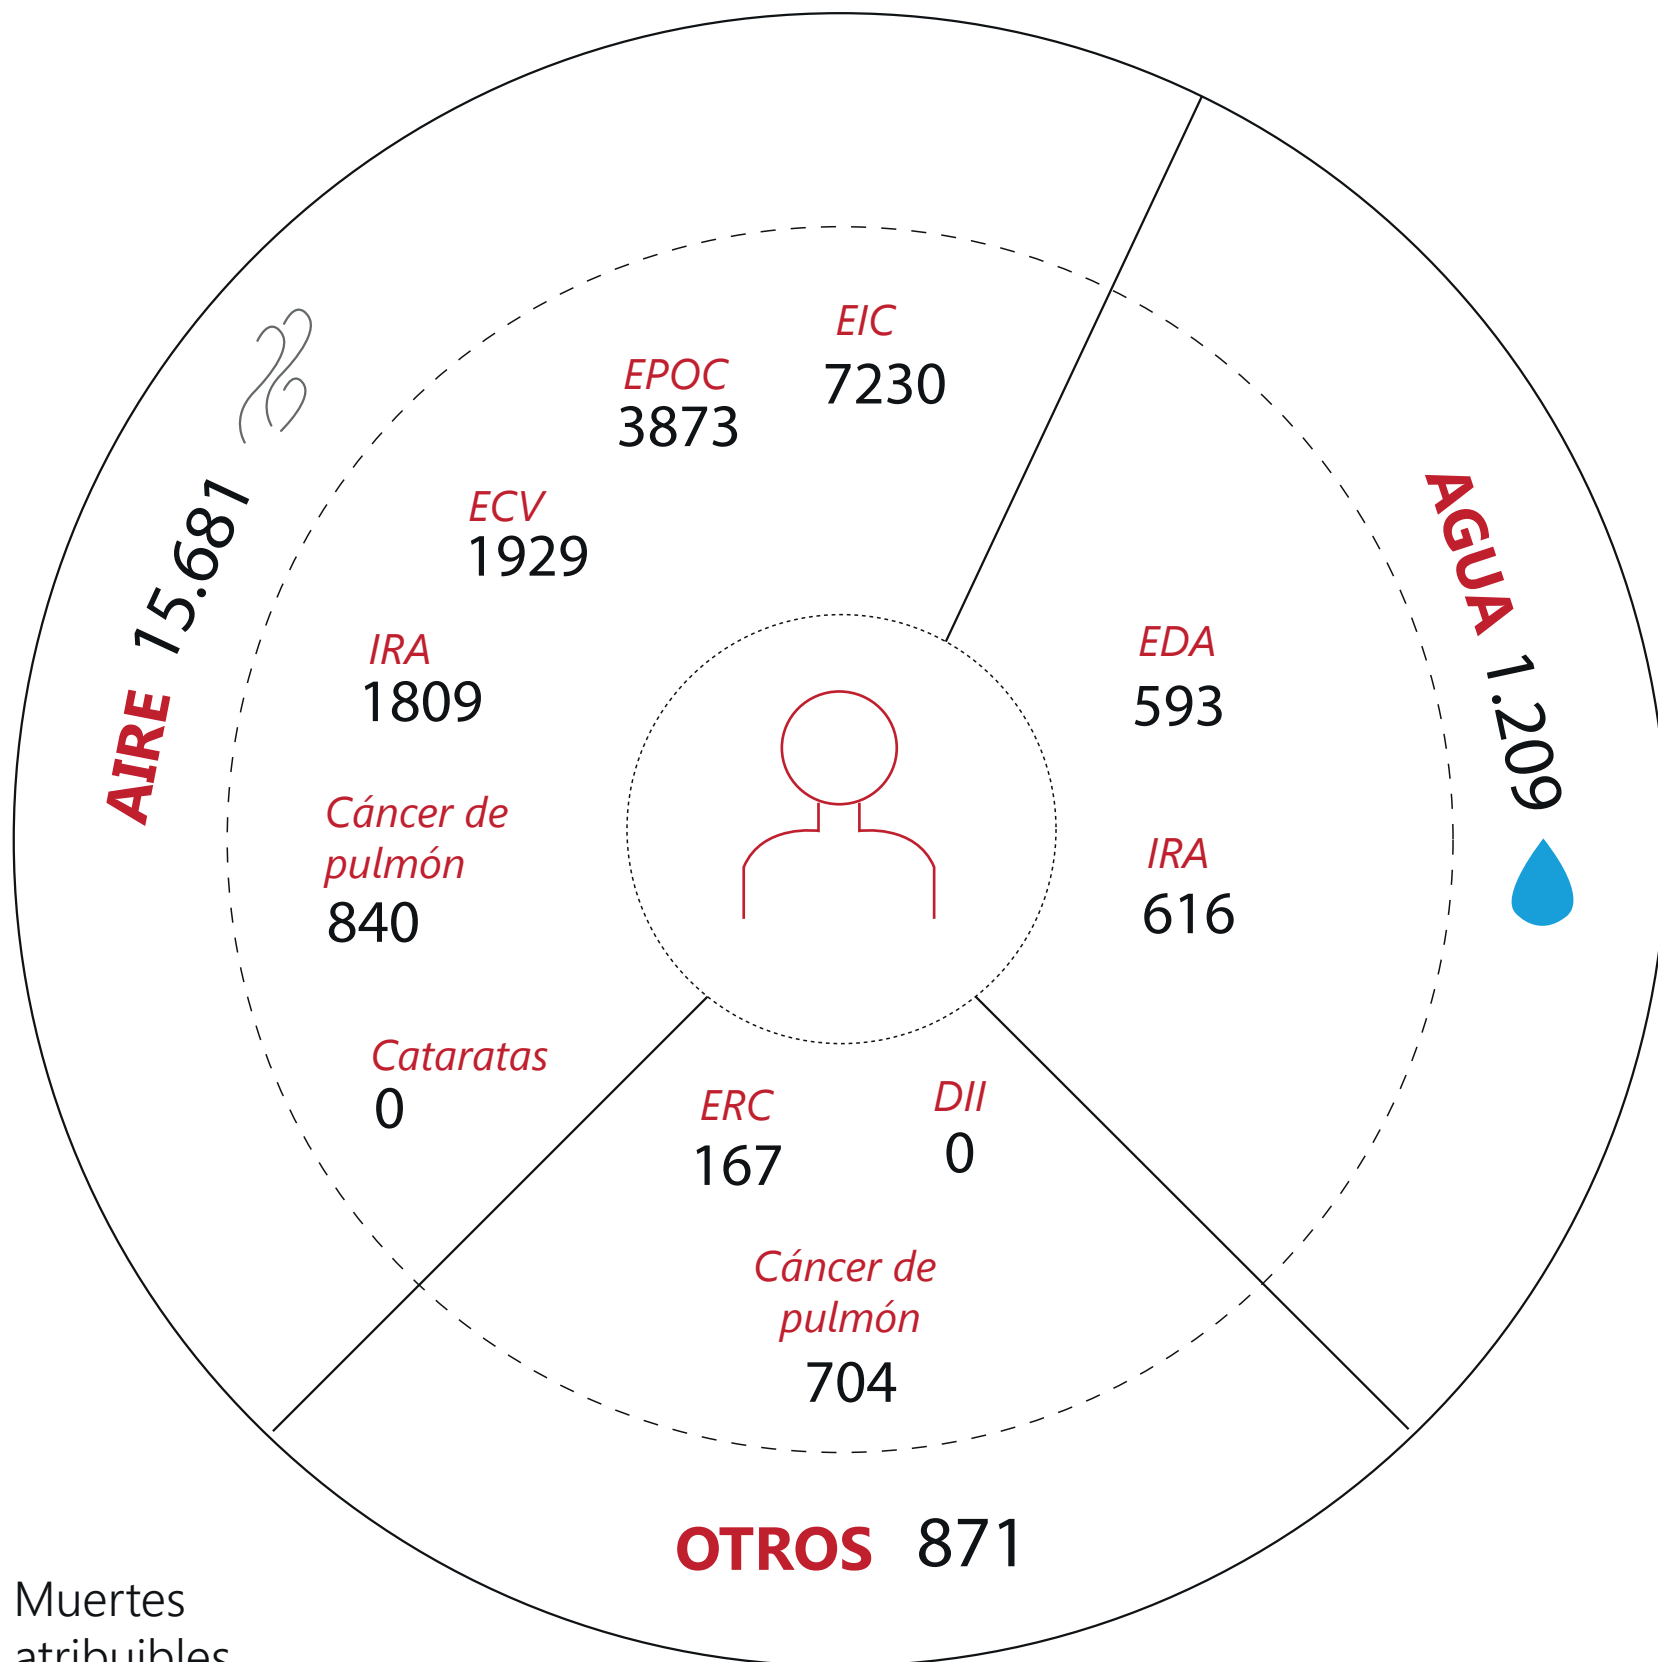 EIC
7230
EPOC
3873
ECV
1929
IRA
1809
Cáncer de
pulmón
840
Cataratas
0
AIRE 15.681
AGUA 1.209
EDA
593
IRA
616
ERC
167
DII
0
Cáncer de
pulmón
704
OTROS 871
Muertes
atribuibles